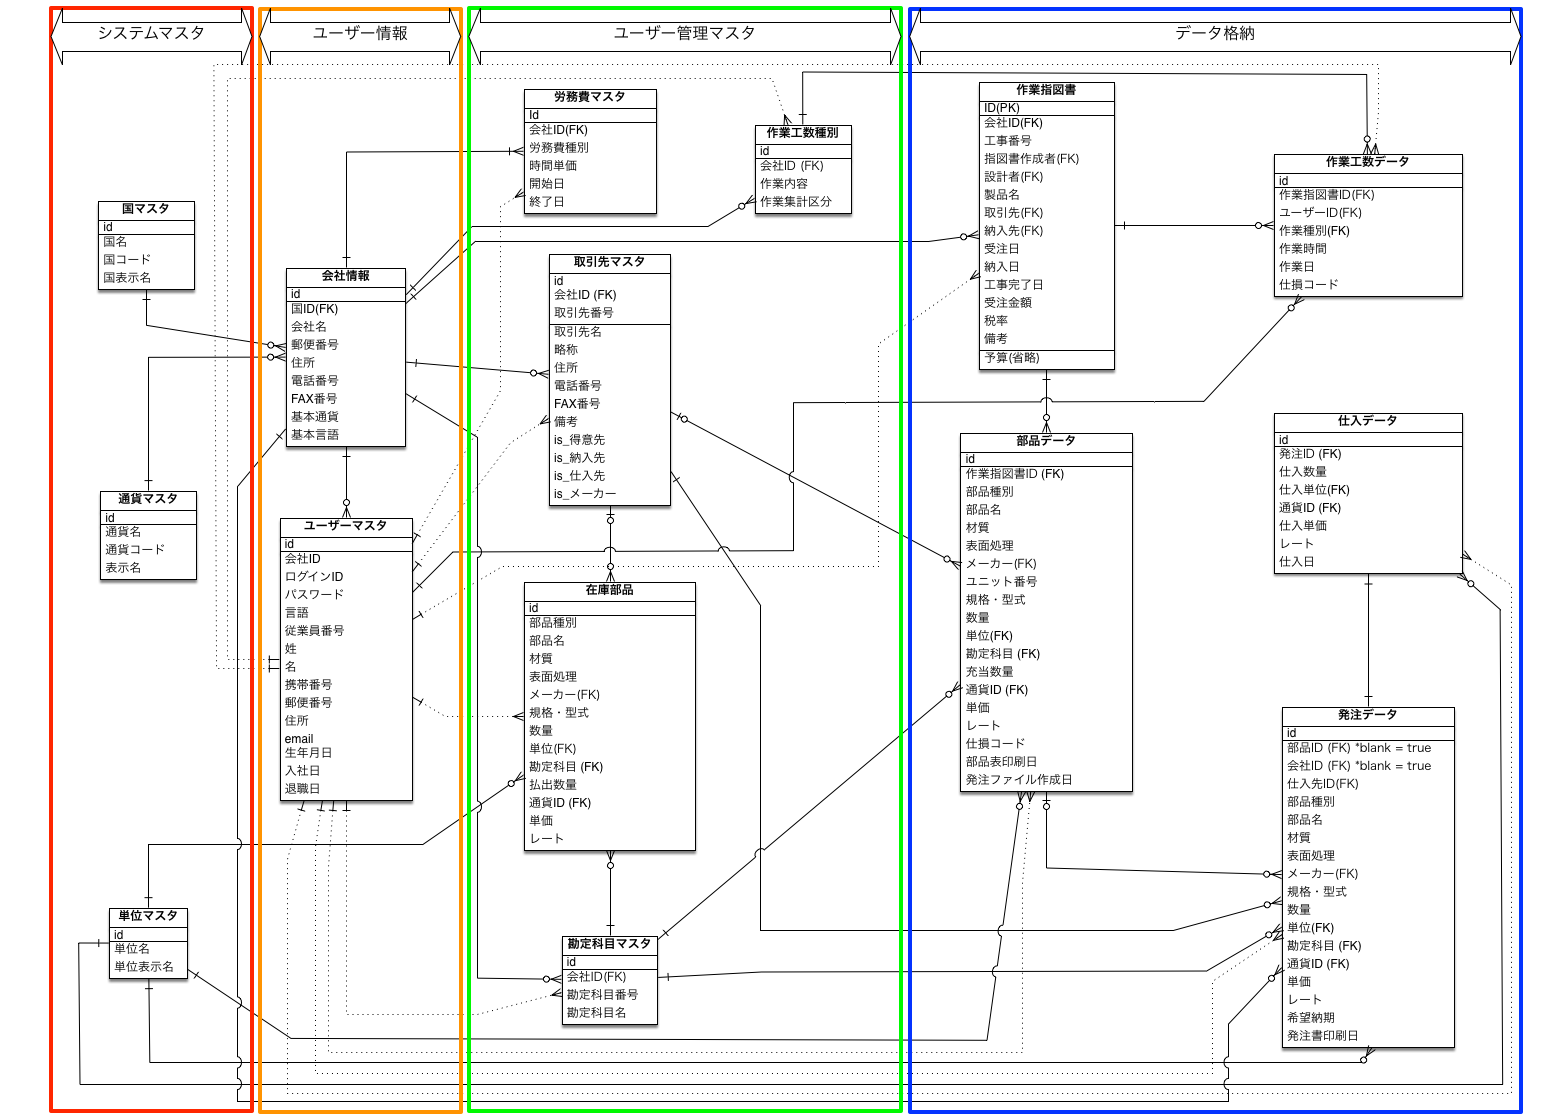 システムマスタ
ユーザー情報
ユーザー管理マスタ
データ格納
国マスタ
id
国名
国コード
国表示名
通貨マスタ
id
通貨名
通貨コード
表示名
単位マスタ
id
単位名
単位表示名
会社情報
id
国ID(FK)
会社名
郵便番号
住所
電話番号
FAX番号
基本通貨
基本言語
ユーザーマスタ
id
会社ID
ログインID
パスワード
言語
従業員番号
姓
名
携帯番号
郵便番号
住所
email
生年月日
入社日
退職日
労務費マスタ
Id
会社ID(FK)
労務費種別
時間単価
開始日
終了日
作業工数種別
id
会社ID (FK)
作業内容
作業集計区分
取引先マスタ
id
会社ID (FK)
取引先番号
取引先名
略称
住所
電話番号
FAX番号
備考
is_得意先
is_納入先
is_仕入先
is_メーカー
在庫部品
id
部品種別
部品名
材質
表面処理
メーカー(FK)
規格・型式
数量
単位(FK)
勘定科目 (FK)
払出数量
通貨ID (FK)
単価
レート
勘定科目マスタ
id
会社ID(FK)
勘定科目番号
勘定科目名
作業指図書
ID(PK)
会社ID(FK)
工事番号
指図書作成者(FK)
設計者(FK)
製品名
取引先(FK)
納入先(FK)
受注日
納入日
工事完了日
受注金額
税率
備考
予算(省略)
部品データ
id
作業指図書ID (FK)
部品種別
部品名
材質
表面処理
メーカー(FK)
ユニット番号
規格・型式
数量
単位(FK)
勘定科目 (FK)
充当数量
通貨ID (FK)
単価
レート
仕損コード
部品表印刷日
発注ファイル作成日
作業工数データ
id
作業指図書ID(FK)
ユーザーID(FK)
作業種別(FK)
作業時間
作業日
仕損コード
仕入データ
id
発注ID (FK)
仕入数量
仕入単位(FK)
通貨ID (FK)
仕入単価
レート
仕入日
発注データ
id
部品ID (FK) *blank = true
会社ID (FK) *blank = true
仕入先ID(FK)
部品種別
部品名
材質
表面処理
メーカー(FK)
規格・型式
数量
単位(FK)
勘定科目 (FK)
通貨ID (FK)
単価
レート
希望納期
発注書印刷日